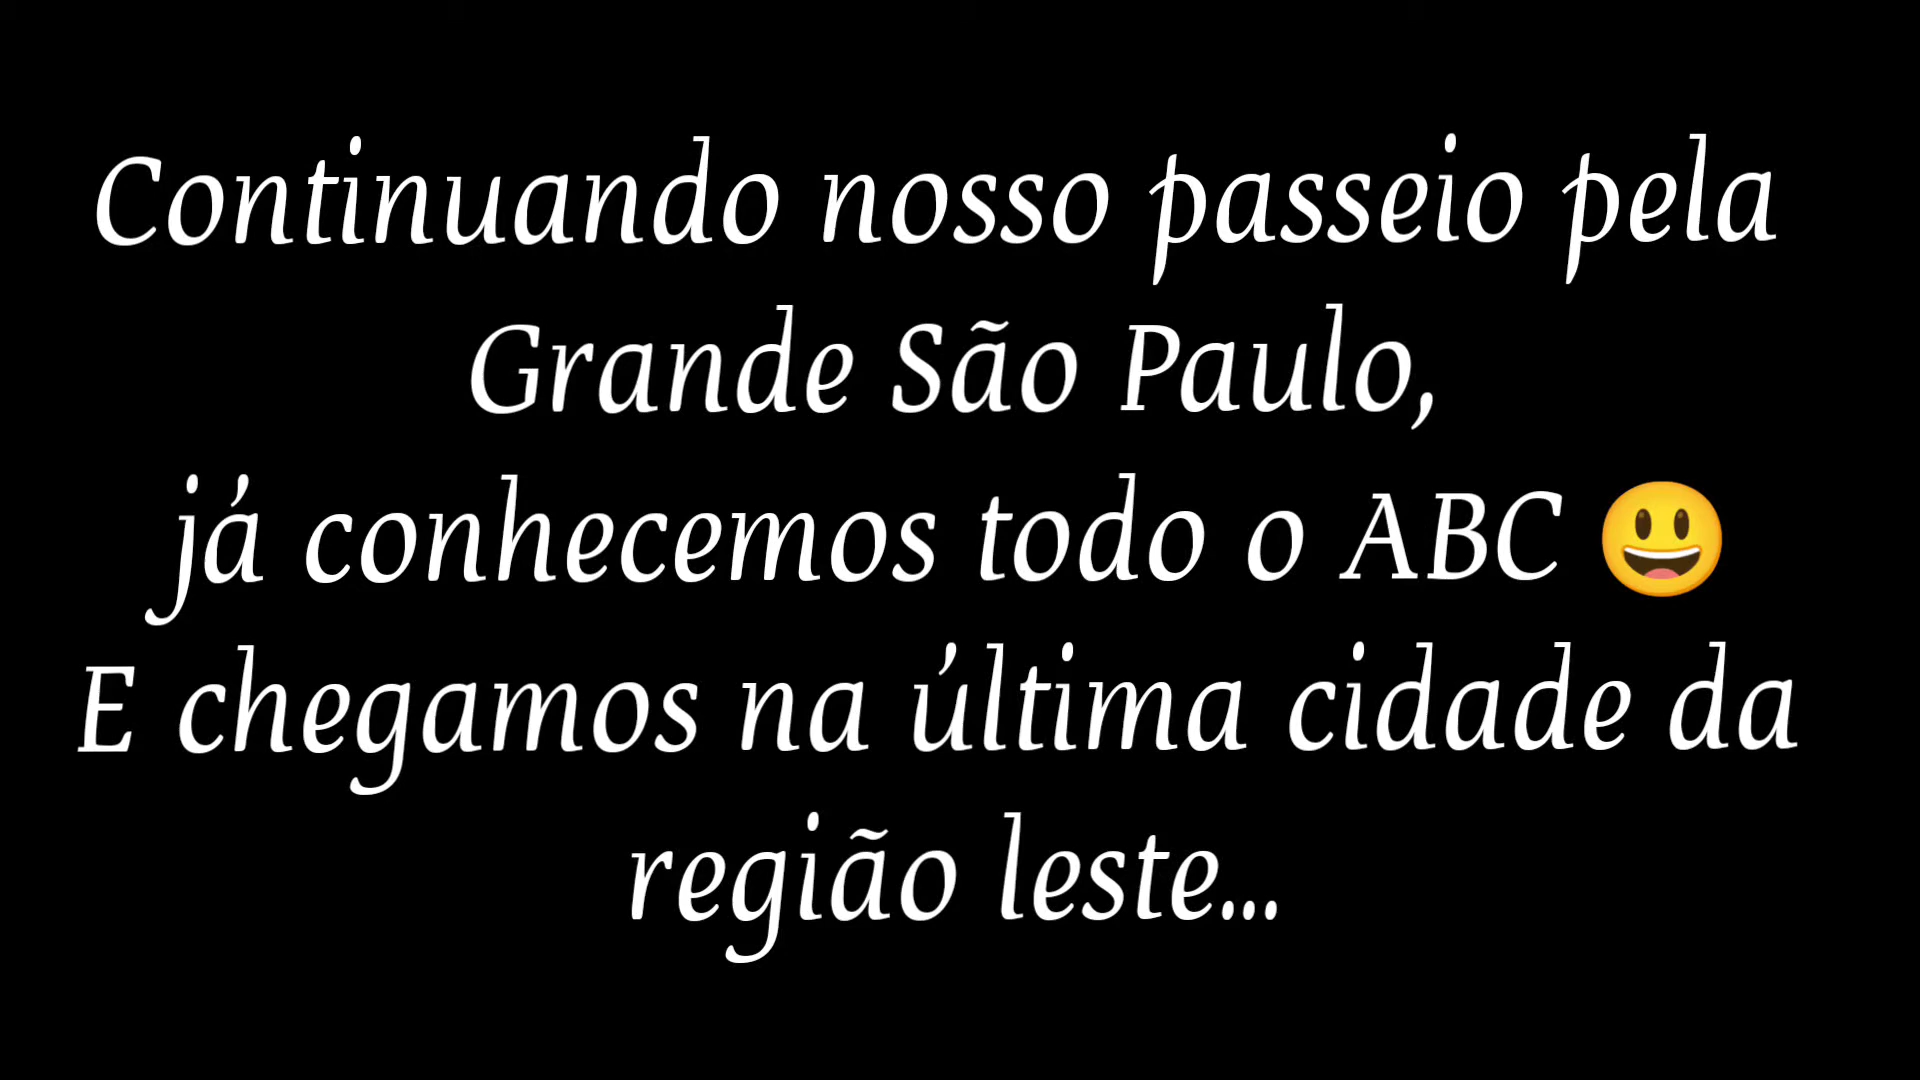 Continuando nosso passeio pela
Grande São Paulo,
já conhecemos todo o ABC 😃
E chegamos na última cidade da
região leste...